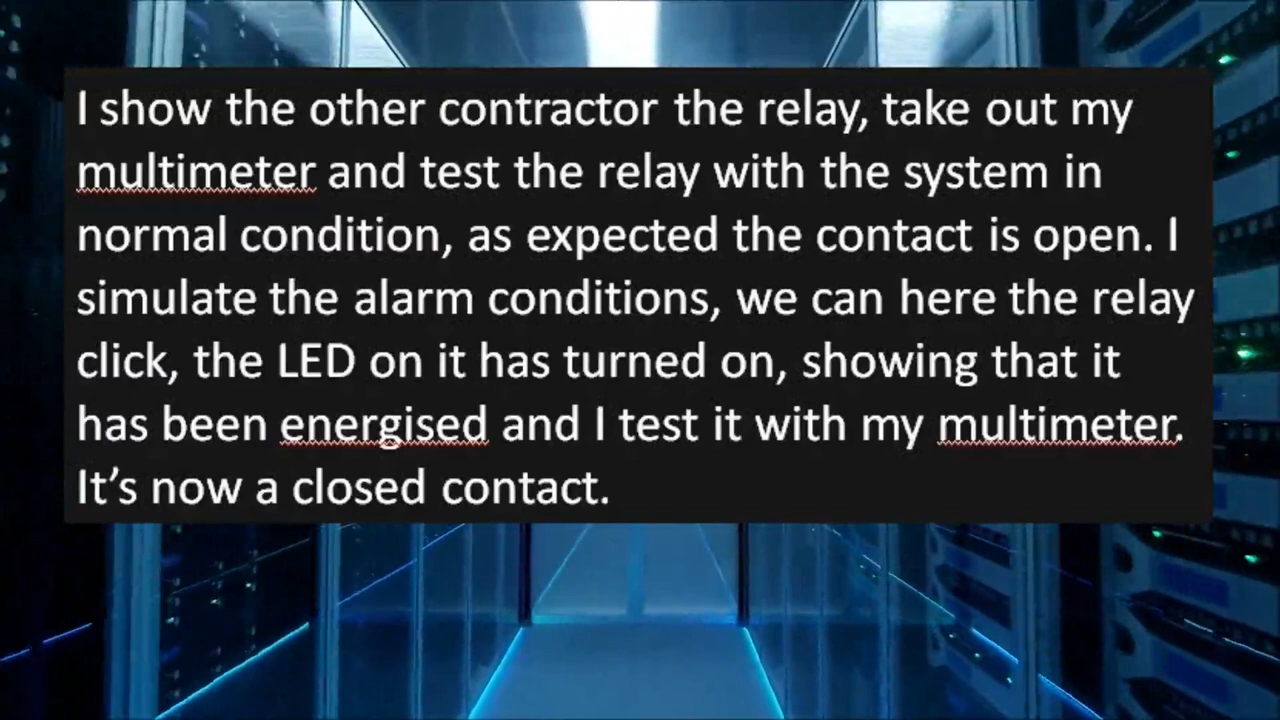 I show the other contractor the relay, take out my
multimeter and test the relay with the system in
normal condition, as expected the contact is open. I
simulate the alarm conditions, we can here the relay
click, the LED on it has turned on, showing that it
has been energised and I test it with my multimeter.
It’s now a closed contact.